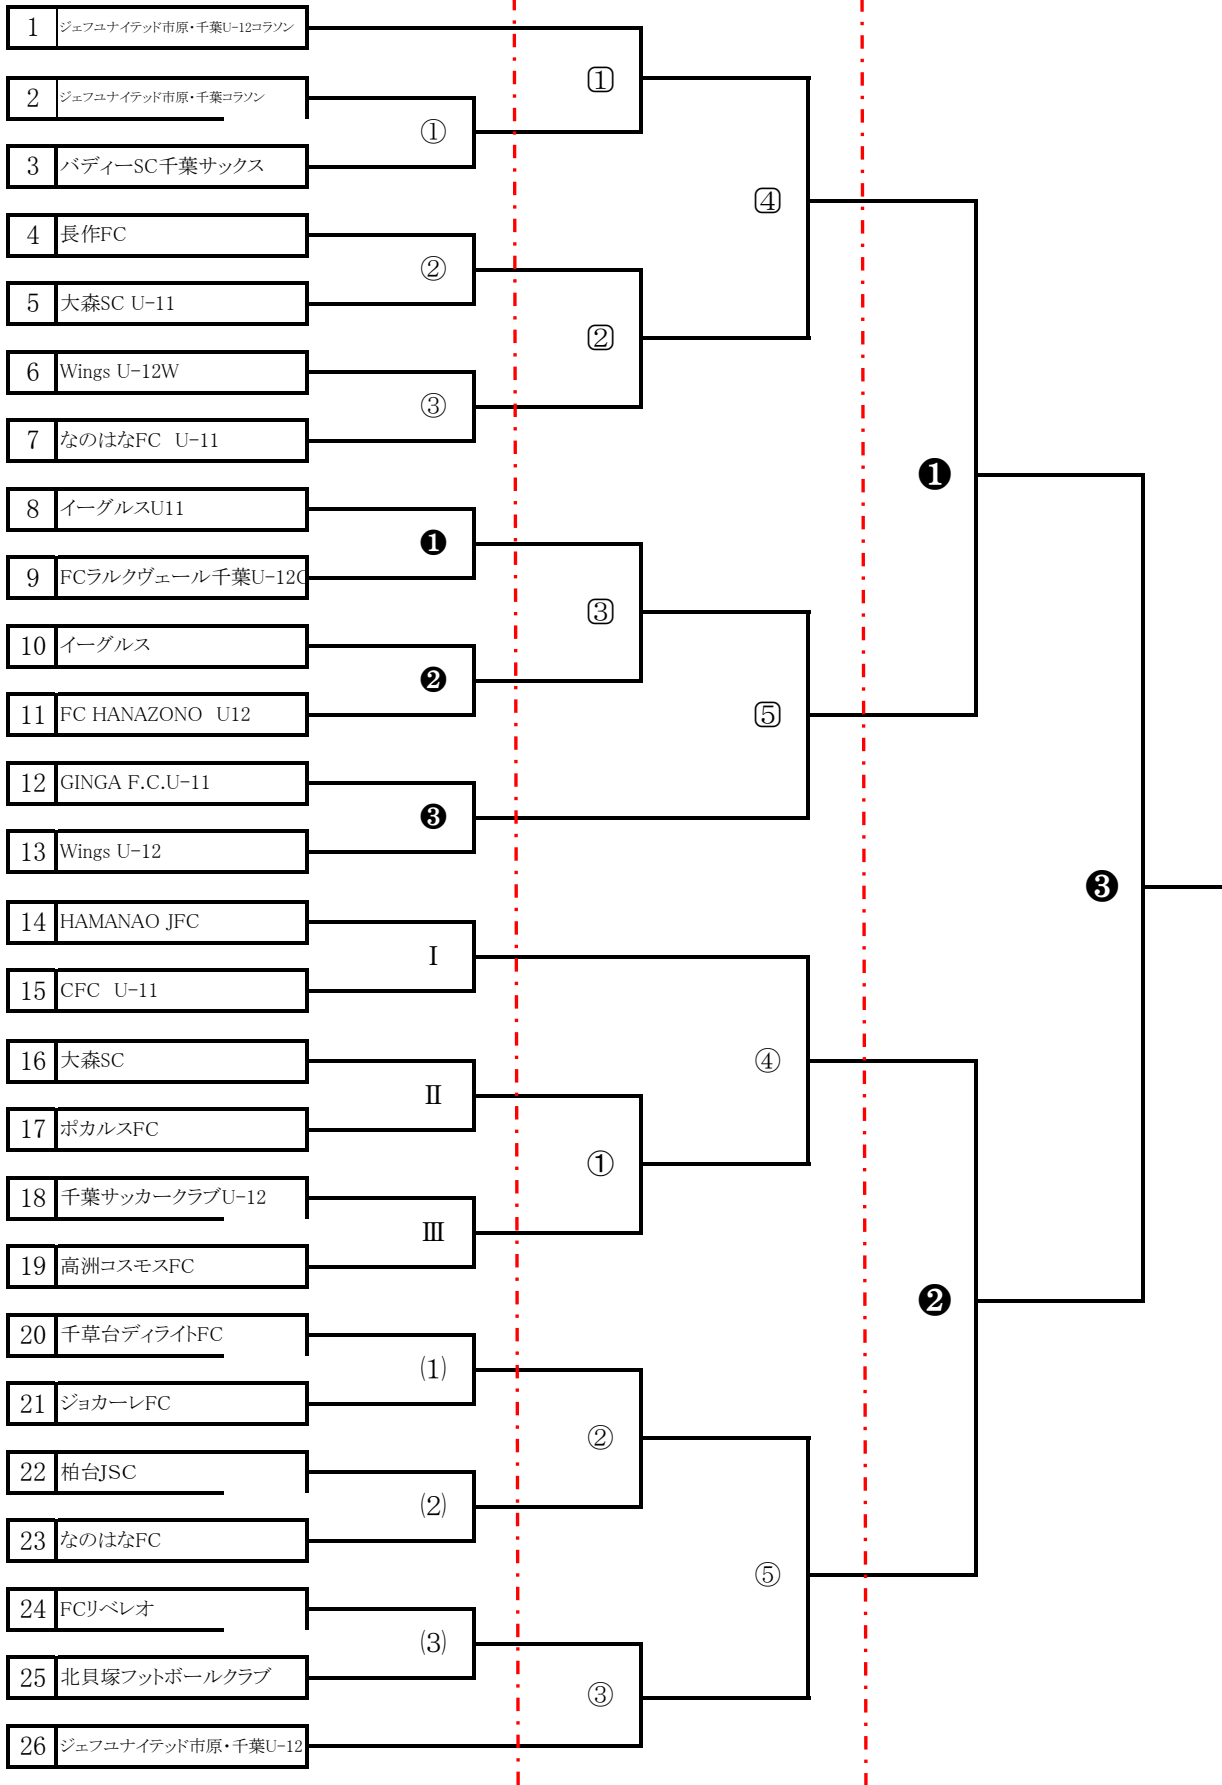 1 ジェフユナイテッド市原・千葉U-12コラソン
2 ジェフユナイテッド市原・千葉コラソン
3 バディーSC千葉サックス
4 長作FC
5 大森SC U-11
6 Wings U-12W
7 なのはなFC U-11
8 イーグルスU11
9 FCラルクヴェール千葉U-12C
10 イーグルス
11 FC HANAZONO U12
12 GINGA F.C.U-11
13 Wings U-12
14 HAMANAO JFC
15 CFC U-11
16 大森SC
17 ポカルスFC
18 千葉サッカークラブU-12
19 高洲コスモスFC
20 千草台ディライトFC
21 ジョカーレFC
22 柏台JSC
23 なのはなFC
24 FCリベレオ
25 北貝塚フットボールクラブ
26 ジェフユナイテッド市原・千葉U-12
①
②
③
❶
❷
❸
Ⅰ
Ⅱ
Ⅲ
(1)
(2)
(3)
1
2
3
①
②
③
4
5
④
⑤
❶
❷
❸